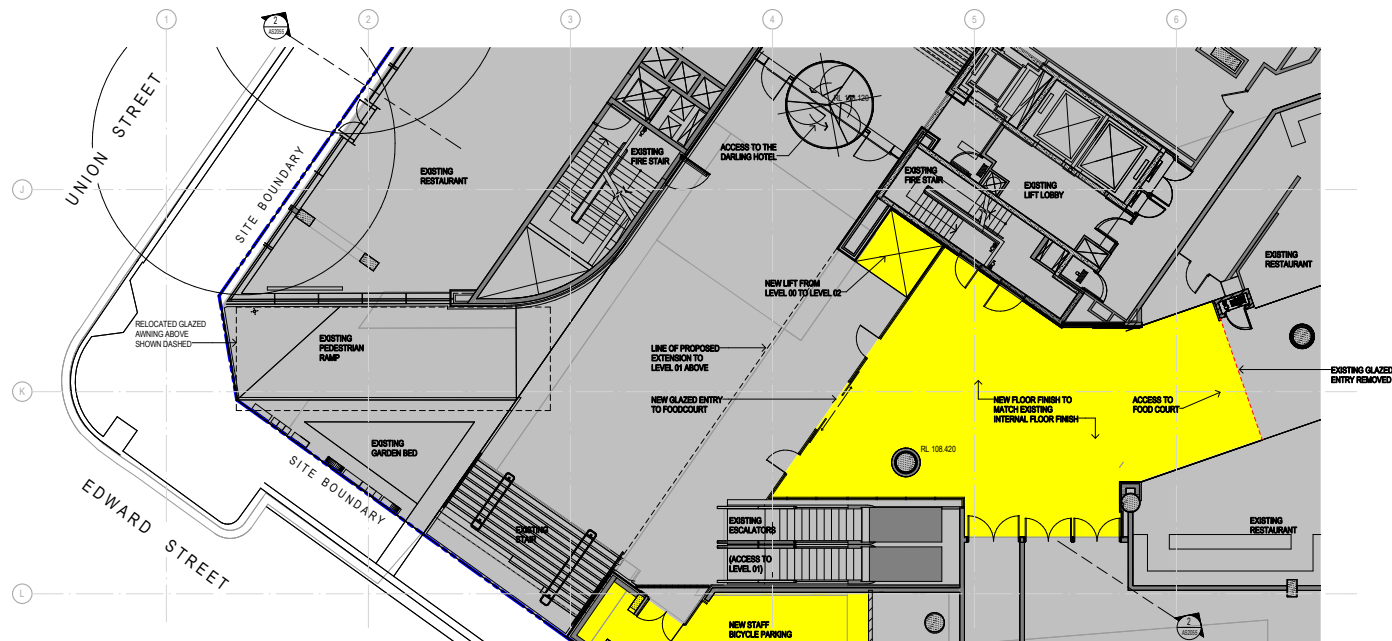 1
2
3
4
5
6
2
AS2055
UNION STREET
SITE BOUNDARY
J
K
L
EXISTING
RESTAURANT
EXISTING
FIRE STAIR
ACCESS TO THE
DARLING HOTEL
EXISTING
FIRE STAIR
EXISTING
LIFT LOBBY
EXISTING
RESTAURANT
NEW LIFT FROM
LEVEL 00 TO LEVEL 02
RELOCATED GLAZED
AWNING ABOVE
SHOWN DASHED
EXISTING
PEDESTRIAN
RAMP
LINE OF PROPOSED
EXTENSION TO
LEVEL 01 ABOVE
EXISTING GLAZED
ENTRY REMOVED
NEW GLAZED ENTRY
TO FOODCOURT
NEW FLOOR FINISH TO
MATCH EXISTING
INTERNAL FLOOR FINISH
ACCESS TO
FOOD COURT
EXISTING
GARDEN BED
RL 108.420
SITE BOUNDARY
EDWARD STREET
EXISTING
STAIR
EXISTING
ESCALATORS
(ACCESS TO
LEVEL 01)
EXISTING
RESTAURANT
NEW STAFF
BICYCLE PARKING
2
AS2055